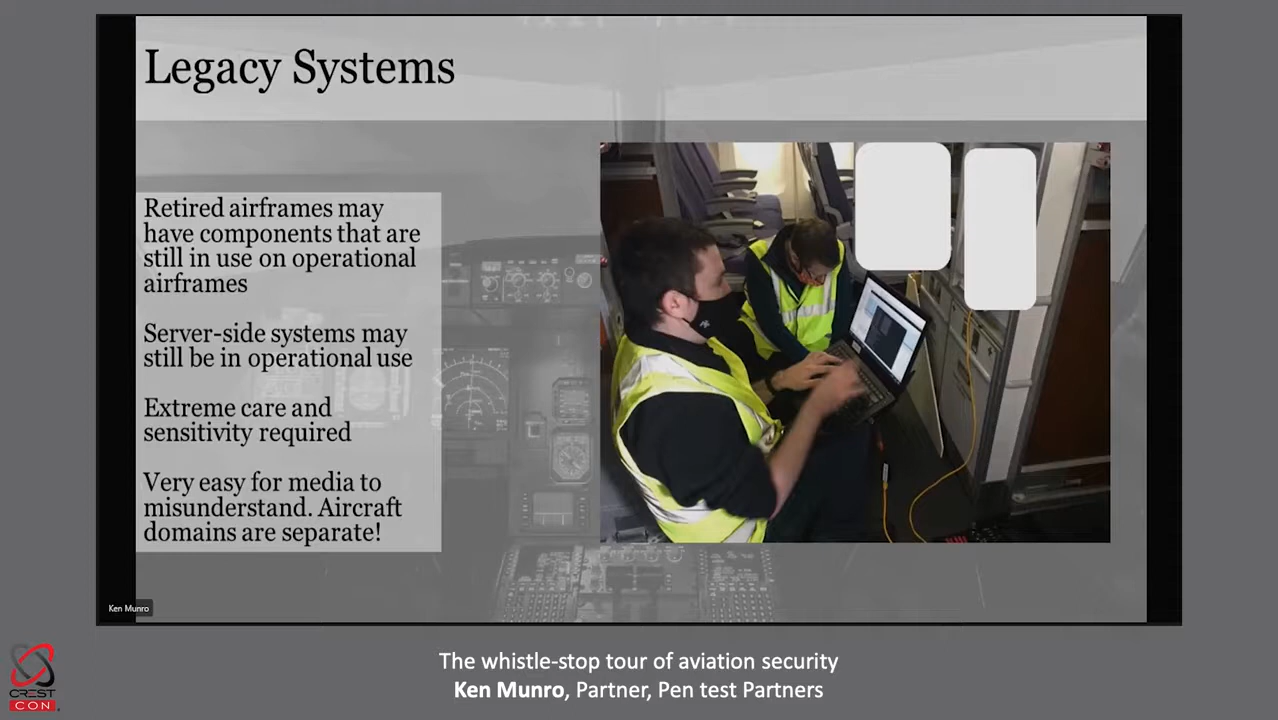 Legacy Systems
Retired airframes may
have components that are
still in use on operational
airframes
Server-side systems may
still be in operational use
Extreme care and
sensitivity required
Very easy for media to
misunderstand. Aircraft
domains are separate!
Ken Munro
The whistle-stop tour of aviation security
Ken Munro, Partner, Pen test Partners
CREST
CON